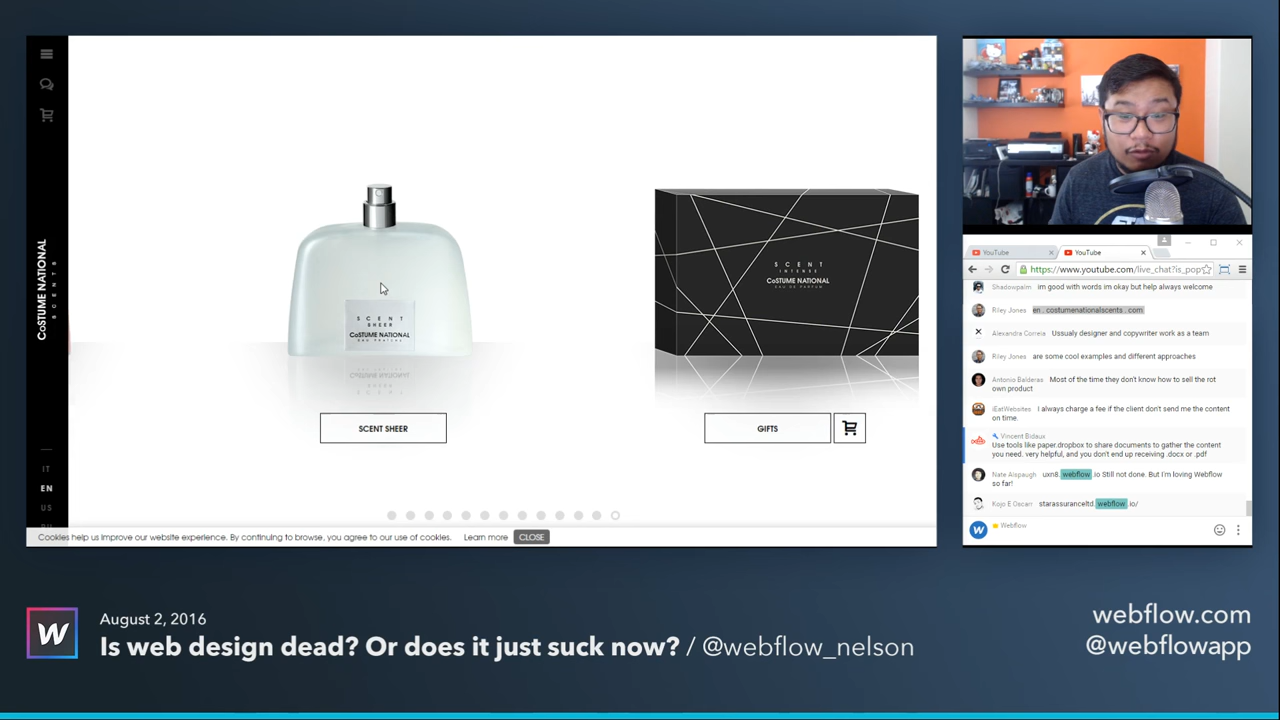 CoSTUME NATIONAL
SCENTS
IT
EN
US
SCENT
SHEER
CoSTUME NATIONAL
SCENT SHEER
SCENT
INTENSE
CoSTUME NATIONAL
EAU DE PARFUM
GIFTS
Cookies help us improve our website experience. By continuing to browse, you agree to our use of cookies. Learn more CLOSE
YouTube
YouTube
https://www.youtube.com/live_chat?is_pop
Shadowpalm im good with words im okay but help always welcome
Riley Jones en . costumenationalscents . com
Alexandra Correia Ussualy designer and copywriter work as a team
Riley Jones are some cool examples and different approaches
Antonio Balderas Most of the time they don't know how to sell the rot
own product
iEatWebsites I always charge a fee if the client don't send me the content
on time.
Vincent Bidaux
Use tools like paper.dropbox to share documents to gather the content
you need. very helpful, and you don't end up receiving .docx or .pdf
Nate Alspaugh uxn8.webflow.io Still not done. But I'm loving Webflow
so far!
Kojo E Oscarr starassuranceltd.webflow.io/
Webflow
August 2, 2016
Is web design dead? Or does it just suck now? / @webflow_nelson
webflow.com
@webflowapp